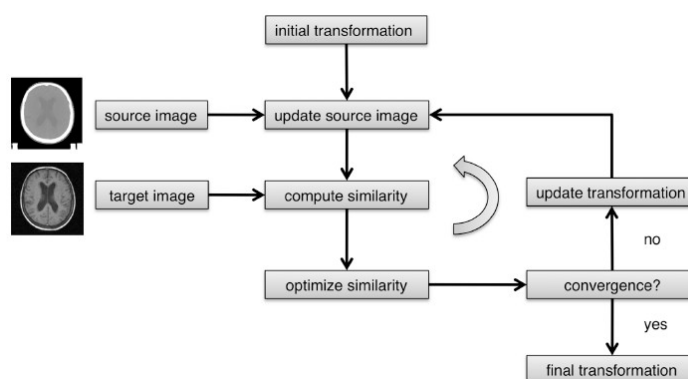 initial transformation
source image
update source image
target image
compute similarity
update transformation
no
optimize similarity
convergence?
yes
final transformation